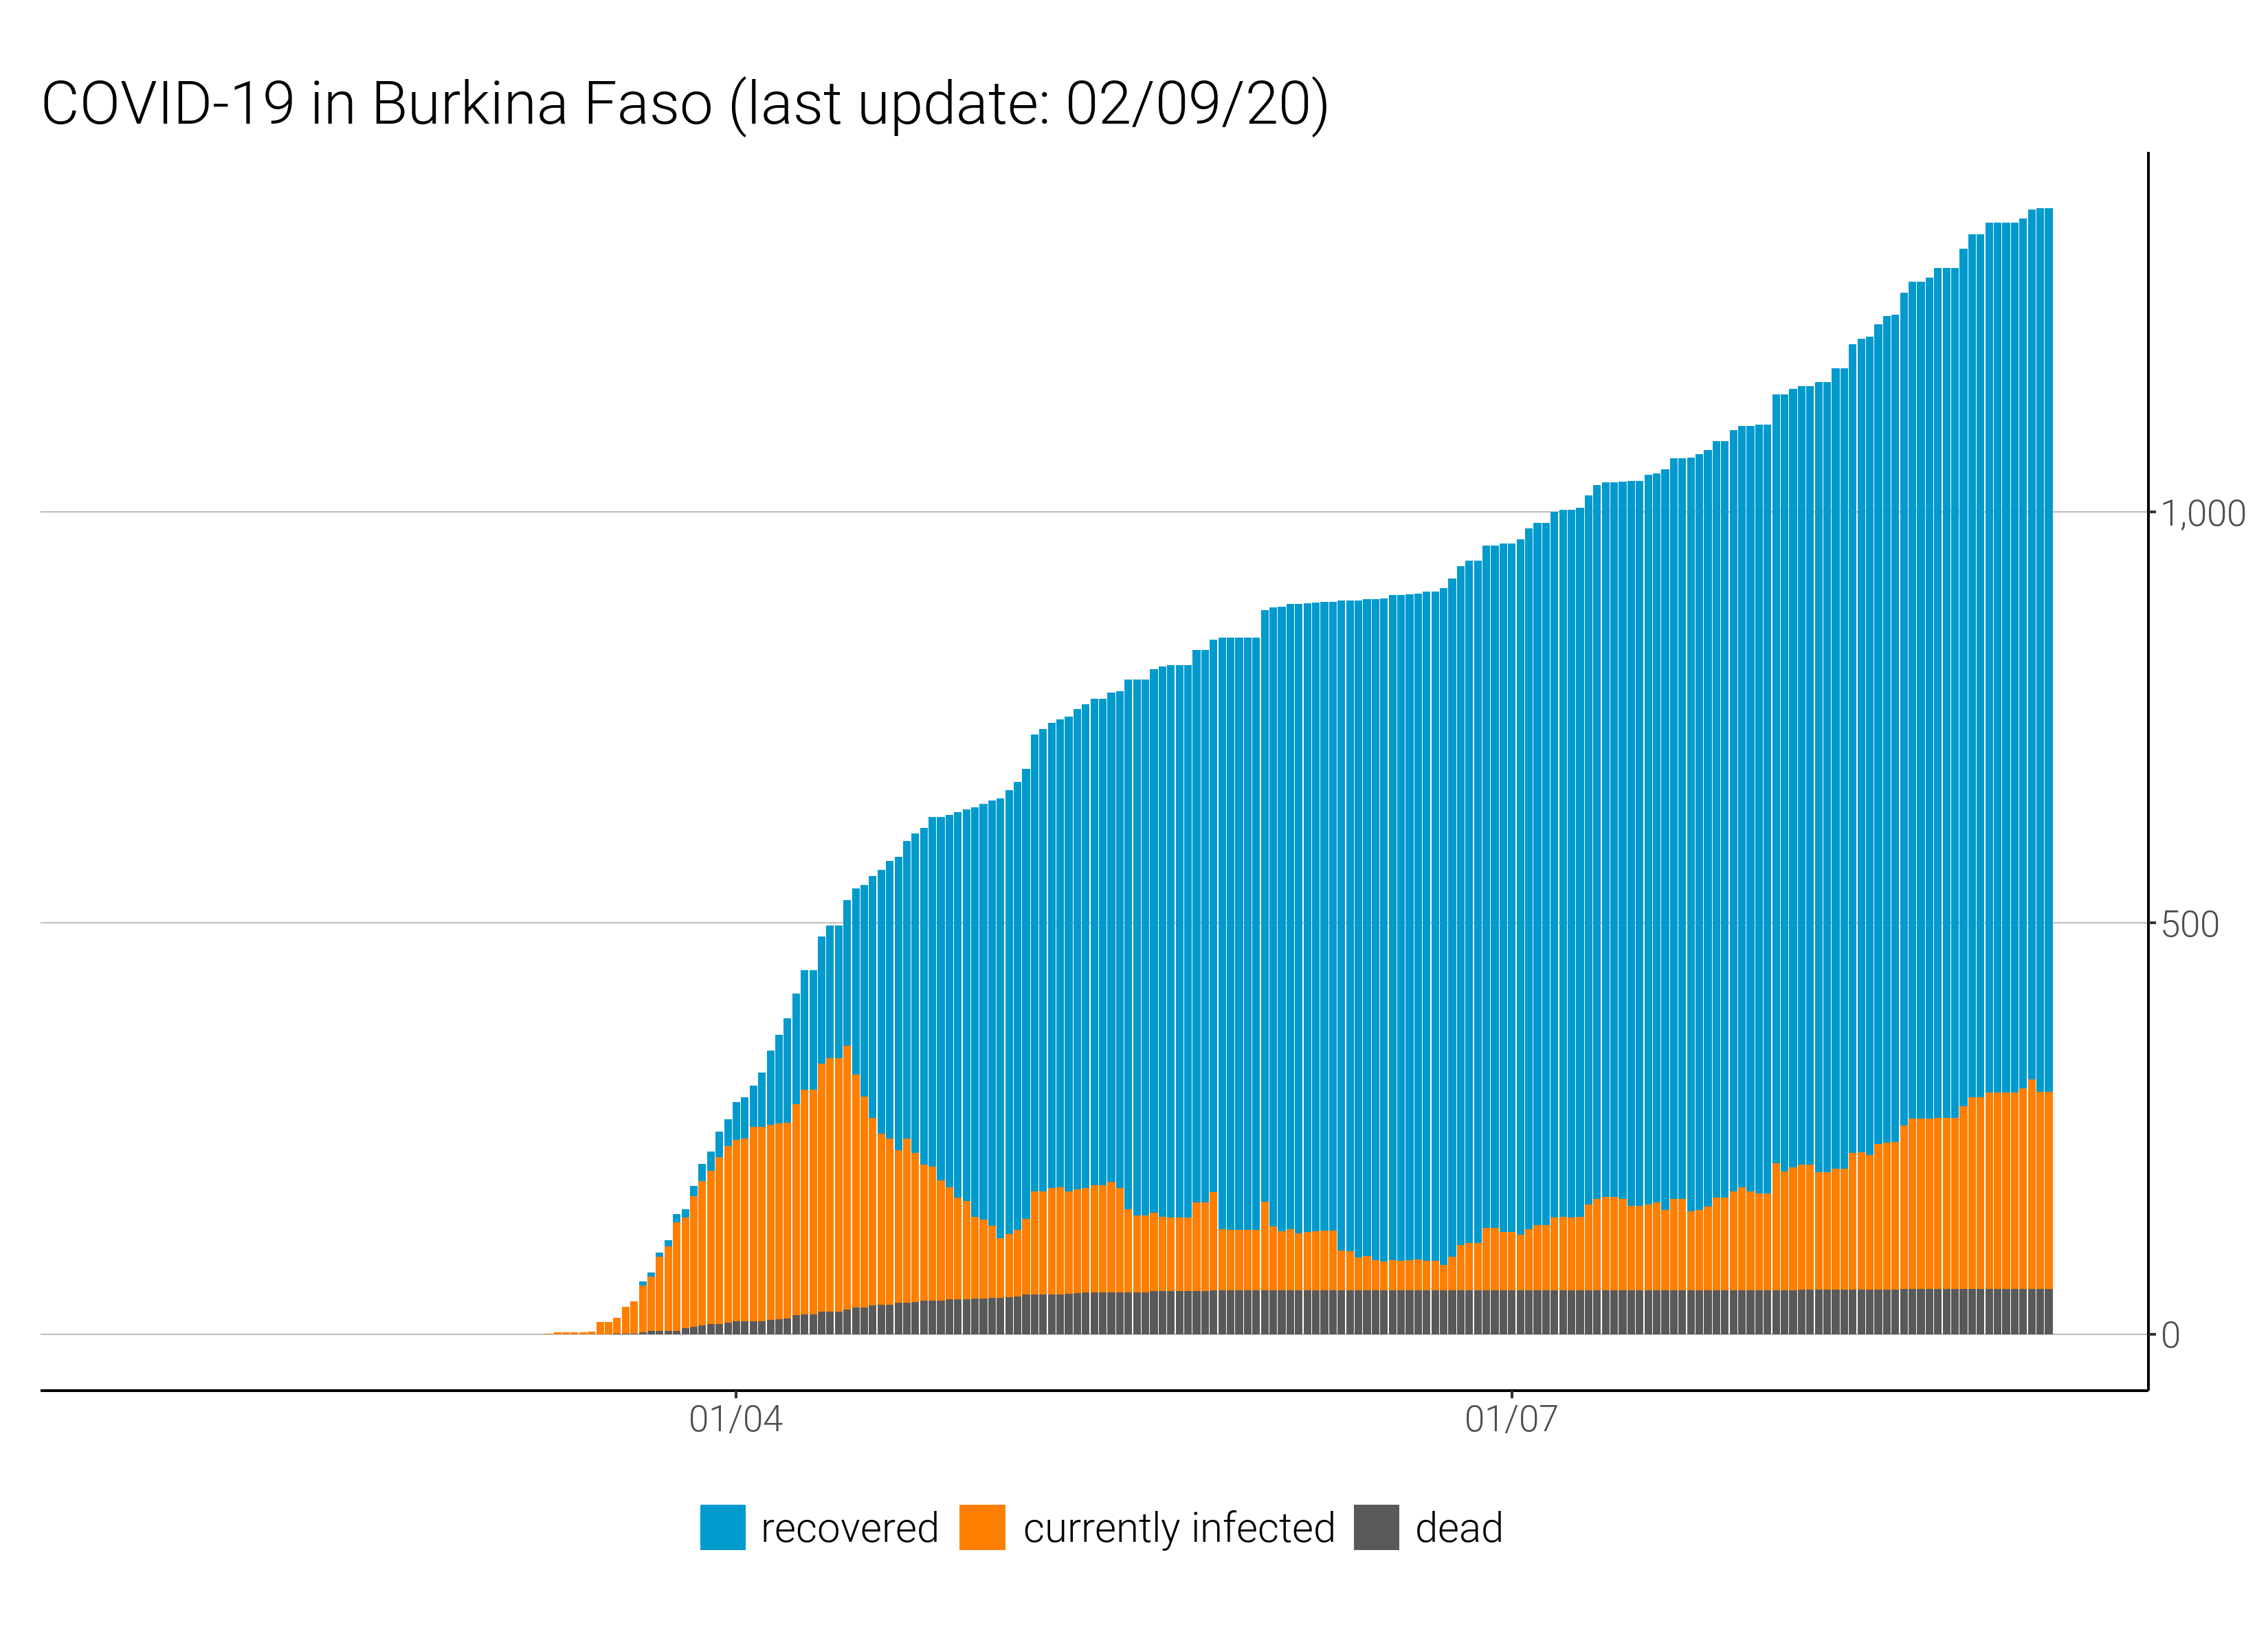 COVID-19 in Burkina Faso (last update: 02/09/20)
1,000
500
0
01/04 01/07
recovered currently infected dead